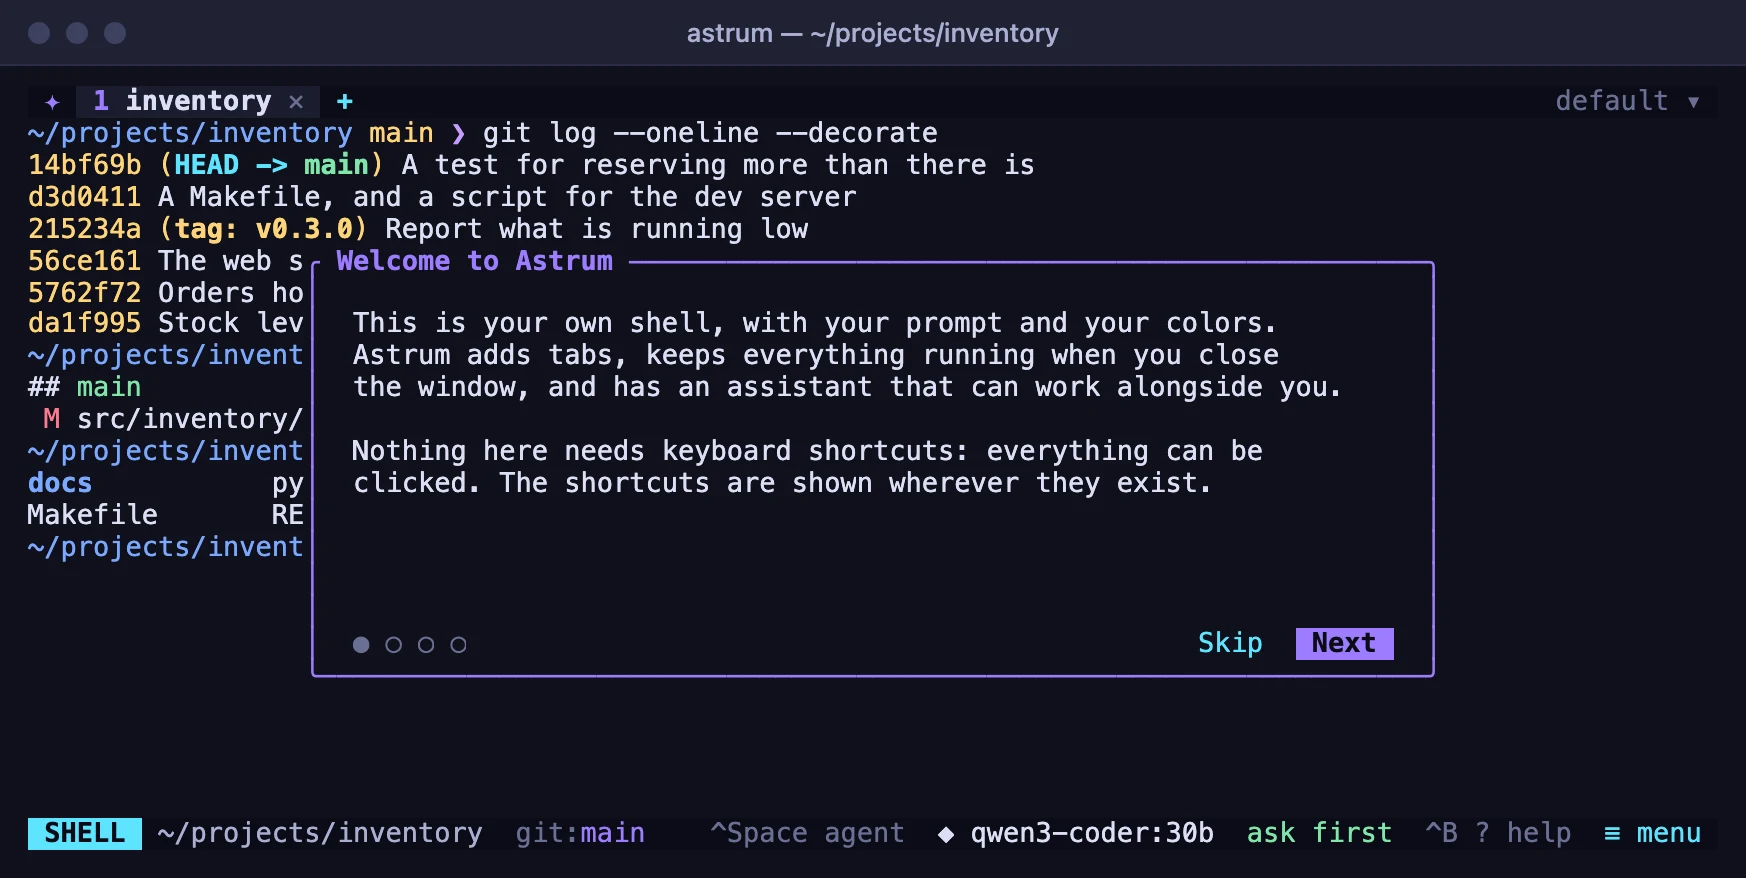 astrum — ~/projects/inventory
✦ 1 inventory × + default ▾
~/projects/inventory main ❯ git log --oneline --decorate
14bf69b (HEAD -> main) A test for reserving more than there is
d3d0411 A Makefile, and a script for the dev server
215234a (tag: v0.3.0) Report what is running low
56ce161 The web s
Welcome to Astrum
5762f72 Orders ho
da1f995 Stock lev
This is your own shell, with your prompt and your colors.
~/projects/invent
Astrum adds tabs, keeps everything running when you close
## main
the window, and has an assistant that can work alongside you.
M src/inventory/
~/projects/invent
Nothing here needs keyboard shortcuts: everything can be
docs py
clicked. The shortcuts are shown wherever they exist.
Makefile RE
~/projects/invent
Skip Next
SHELL ~/projects/inventory git:main ^Space agent ◆ qwen3-coder:30b ask first ^B ? help ≡ menu